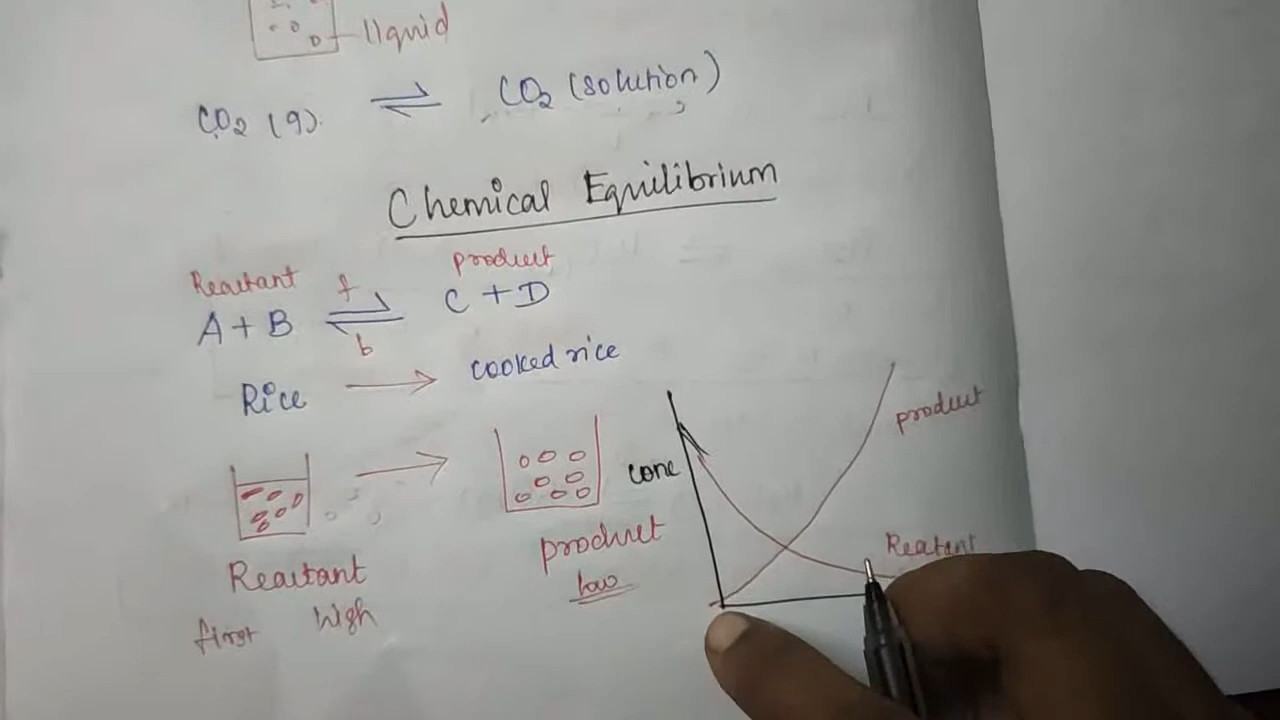 liquid
CO2 (g) ⇌ CO2 (solution)
Chemical Equilibrium
Reactant f product
A + B ⇌ C + D
b
Rice → cooked rice
conc
product
Reactant
Reactant
product
low
first high